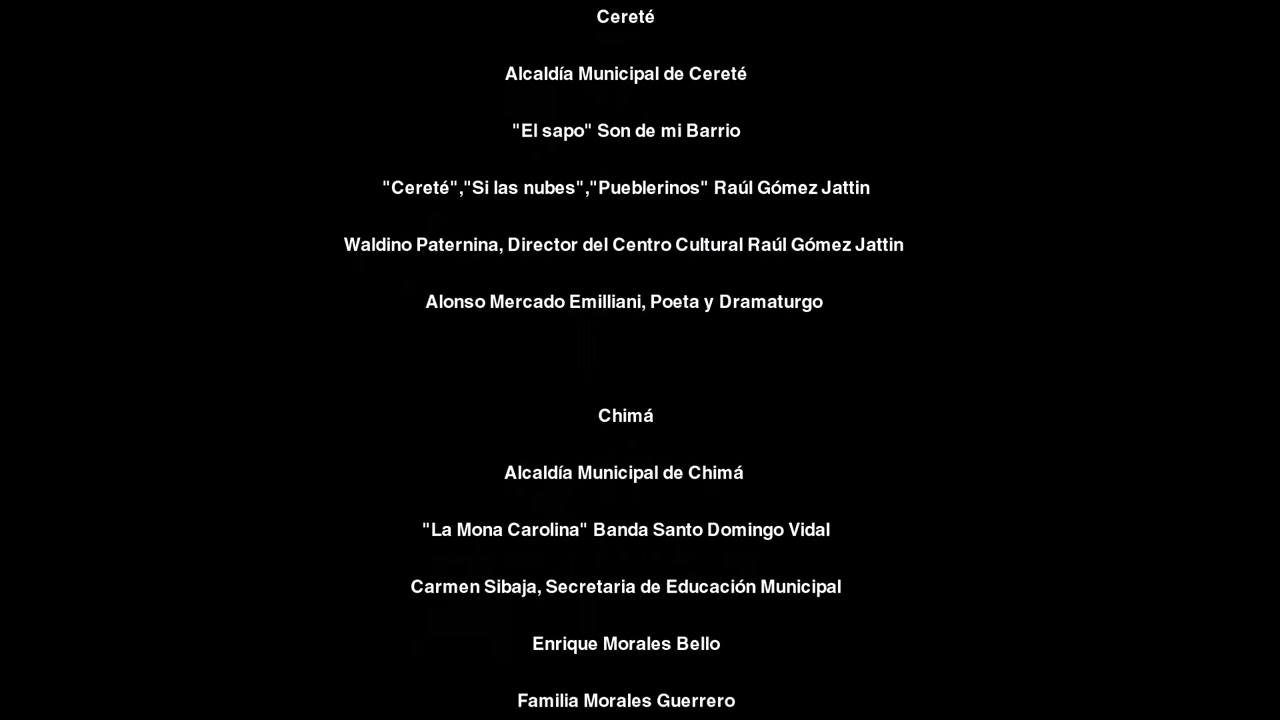 Cereté
Alcaldía Municipal de Cereté
"El sapo" Son de mi Barrio
"Cereté","Si las nubes","Pueblerinos" Raúl Gómez Jattin
Waldino Paternina, Director del Centro Cultural Raúl Gómez Jattin
Alonso Mercado Emilliani, Poeta y Dramaturgo
Chimá
Alcaldía Municipal de Chimá
"La Mona Carolina" Banda Santo Domingo Vidal
Carmen Sibaja, Secretaria de Educación Municipal
Enrique Morales Bello
Familia Morales Guerrero